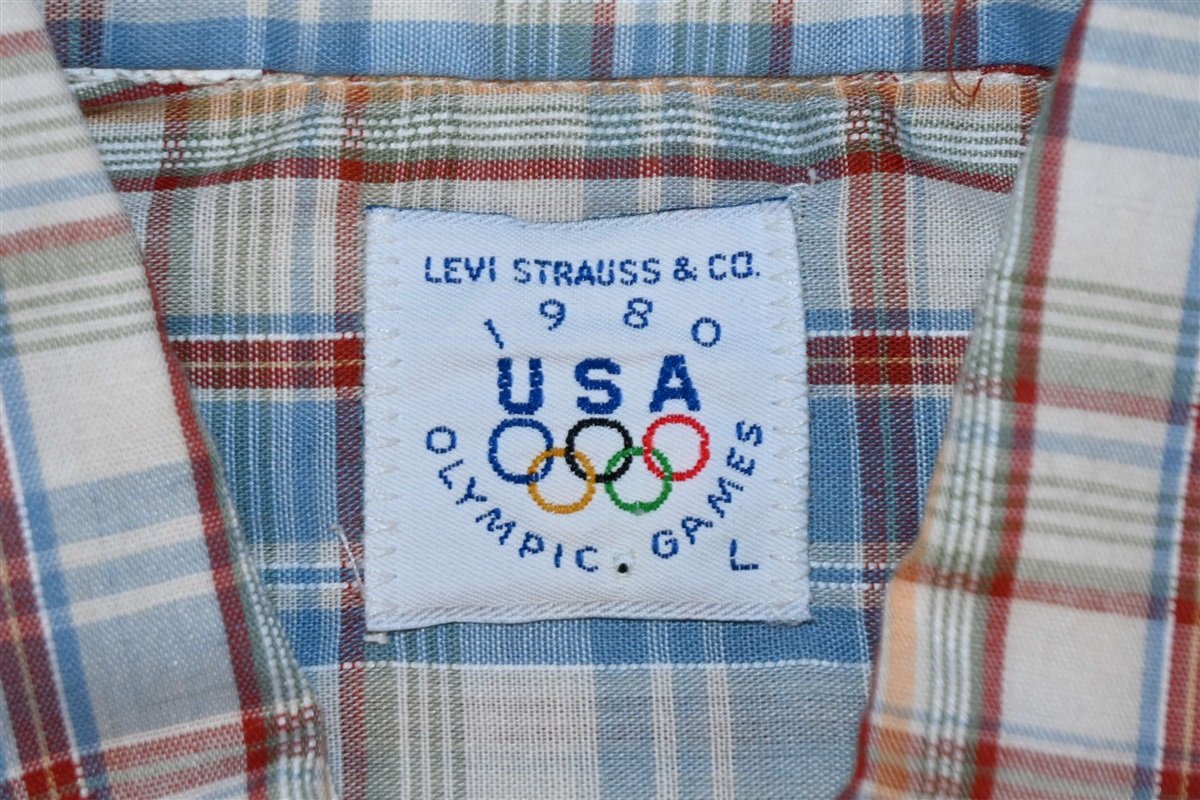 LEVI STRAUSS & CO.
1980
USA
OLYMPIC GAMES
L